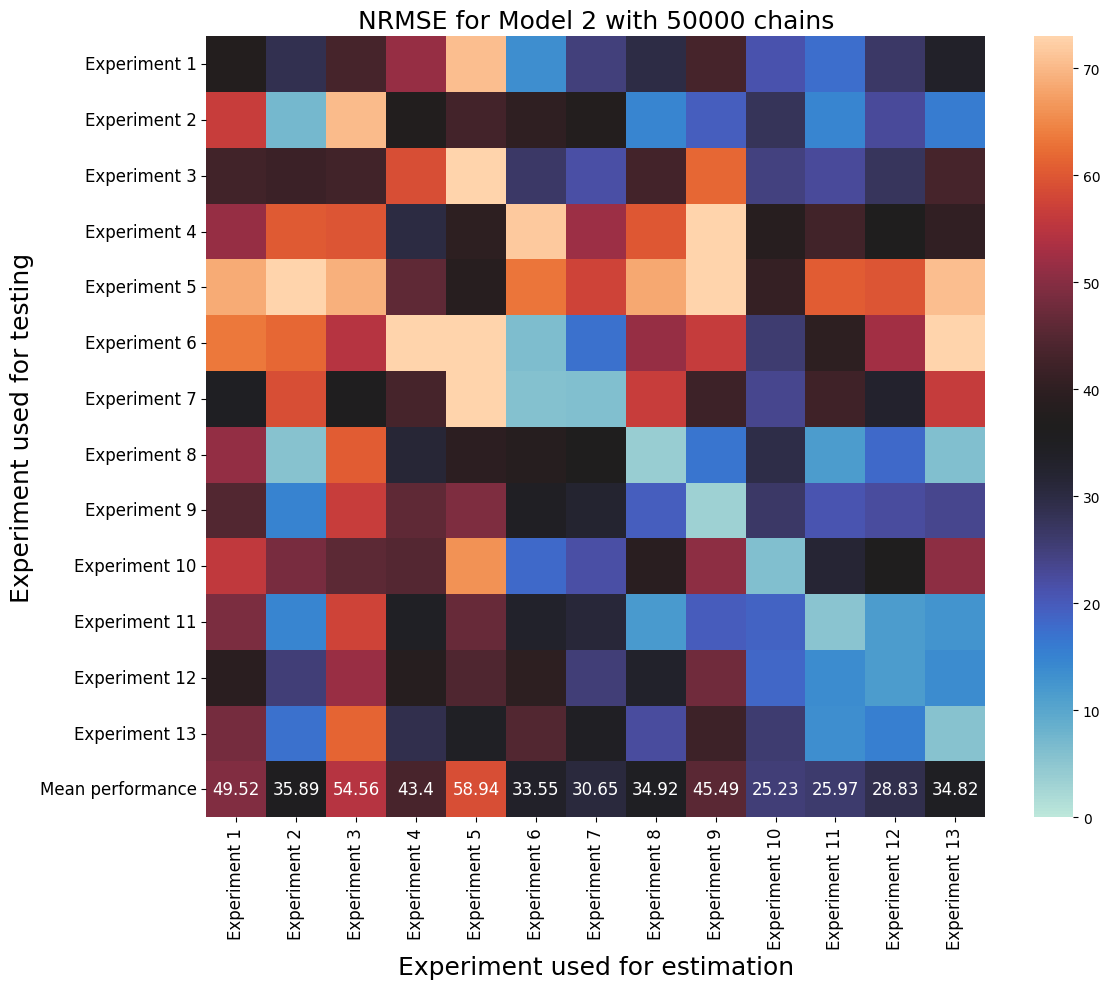 NRMSE for Model 2 with 50000 chains
Experiment used for testing
Experiment 1
Experiment 2
Experiment 3
Experiment 4
Experiment 5
Experiment 6
Experiment 7
Experiment 8
Experiment 9
Experiment 10
Experiment 11
Experiment 12
Experiment 13
Mean performance 49.52 35.89 54.56 43.4 58.94 33.55 30.65 34.92 45.49 25.23 25.97 28.83 34.82
Experiment 1
Experiment 2
Experiment 3
Experiment 4
Experiment 5
Experiment 6
Experiment 7
Experiment 8
Experiment 9
Experiment 10
Experiment 11
Experiment 12
Experiment 13
Experiment used for estimation
70
60
50
40
30
20
10
0